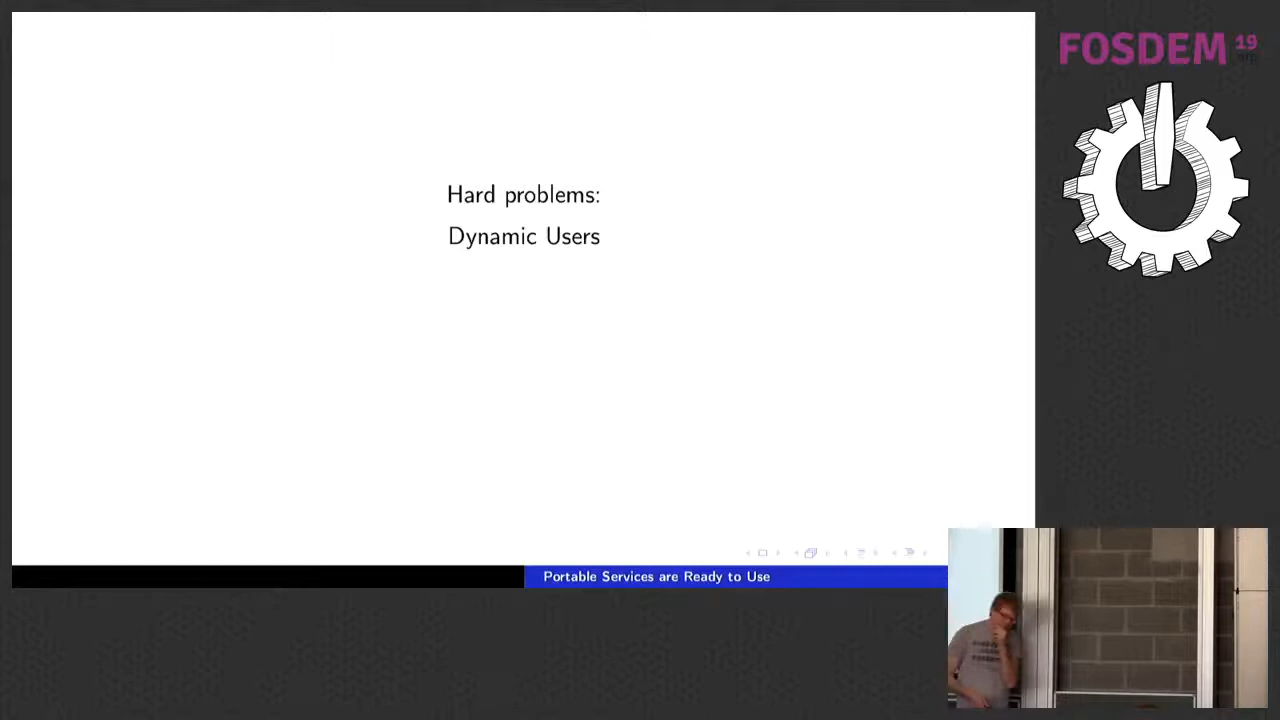 FOSDEM 19
Hard problems:
Dynamic Users
Portable Services are Ready to Use